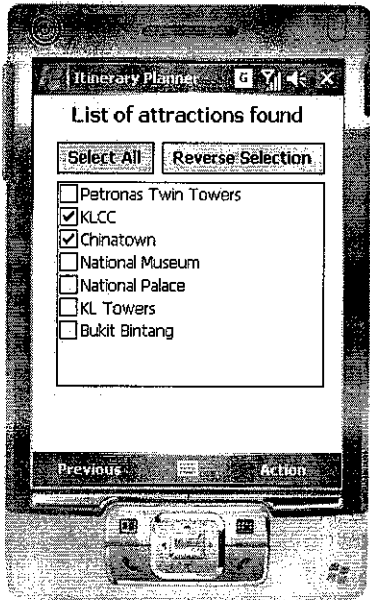 Itinerary Planner G
List of attractions found
Select All Reverse Selection
Petronas Twin Towers
KLCC
Chinatown
National Museum
National Palace
KL Towers
Bukit Bintang
Previous Action